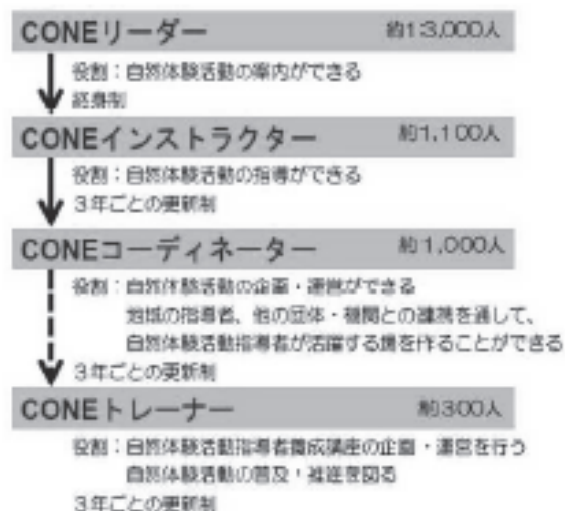 CONEリーダー 約13,000人
役割：自然体験活動の案内ができる
終身制
CONEインストラクター 約1,100人
役割：自然体験活動の指導ができる
3年ごとの更新制
CONEコーディネーター 約1,000人
役割：自然体験活動の企画・運営ができる
地域の指導者、他の団体・機関との連携を通して、
自然体験活動指導者が活躍する場を作ることができる
3年ごとの更新制
CONEトレーナー 約300人
役割：自然体験活動指導者養成講座の企画・運営を行う
自然体験活動の普及・推進を図る
3年ごとの更新制